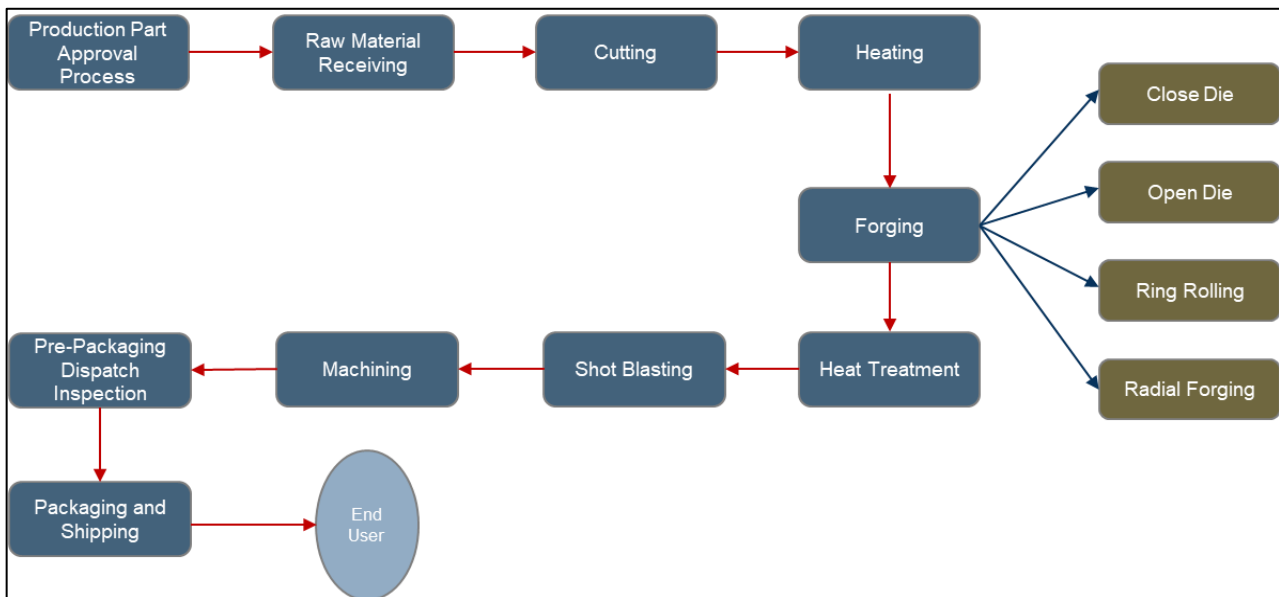 Production Part
Approval
Process
Raw Material
Receiving
Cutting
Heating
Close Die
Open Die
Forging
Ring Rolling
Radial Forging
Heat Treatment
Shot Blasting
Machining
Pre-Packaging
Dispatch
Inspection
Packaging and
Shipping
End
User